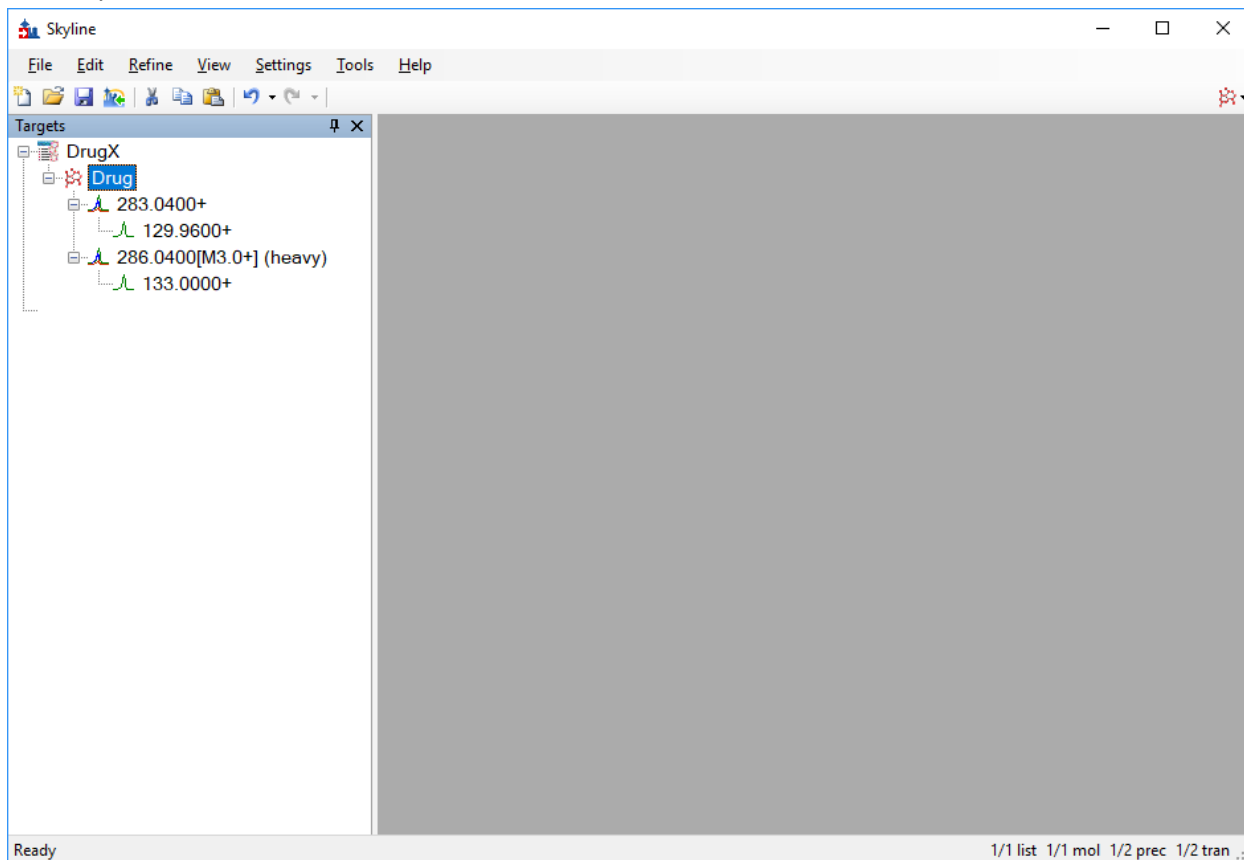 Skyline
File Edit Refine View Settings Tools Help
Targets
DrugX
Drug
283.0400+
129.9600+
286.0400[M3.0+] (heavy)
133.0000+
Ready 1/1 list 1/1 mol 1/2 prec 1/2 tran